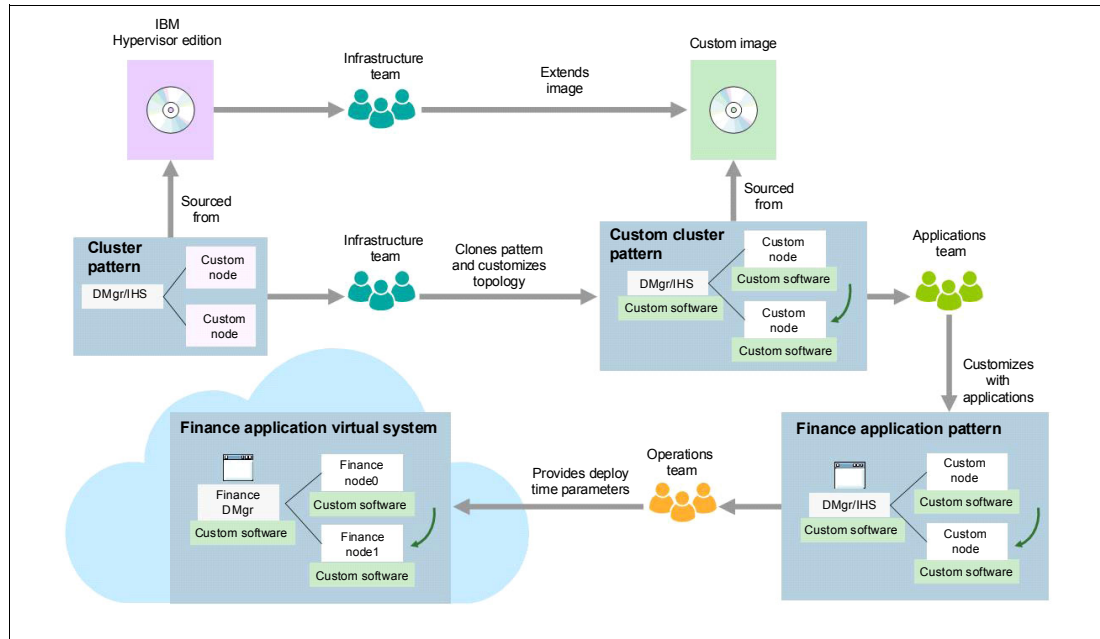 IBM
Hypervisor edition
Infrastructure
team
Extends
image
Custom image
Sourced
from
Sourced
from
Cluster
pattern
Custom
node
DMgr/IHS
Custom
node
Infrastructure
team
Clones pattern
and customizes
topology
Custom cluster
pattern
Custom
node
Custom software
DMgr/IHS
Custom software
Custom
node
Custom software
Applications
team
Customizes
with
applications
Finance application pattern
Custom
node
Custom software
DMgr/IHS
Custom software
Custom
node
Custom software
Operations
team
Provides deploy
time parameters
Finance application virtual system
Finance
node0
Custom software
Finance
DMgr
Custom software
Finance
node1
Custom software